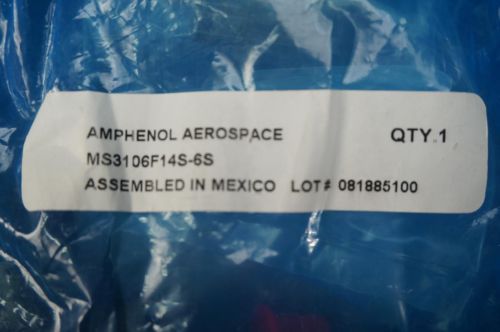 AMPHENOL AEROSPACE QTY.1
MS3106F14S-6S
ASSEMBLED IN MEXICO LOT# 081885100